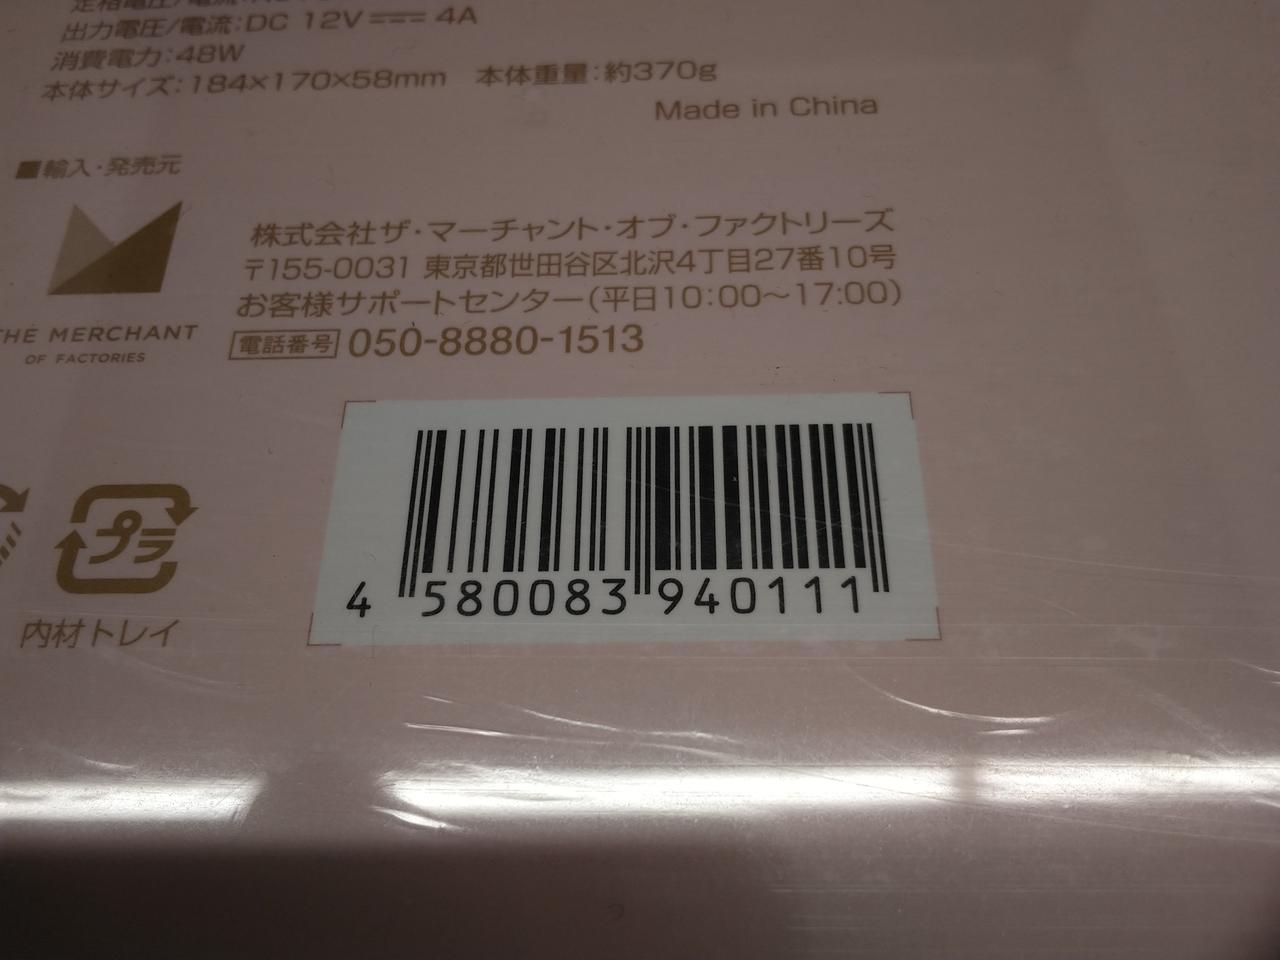 出力電圧/電流:DC 12V⎓4A
消費電力:48W
本体サイズ:184×170×58mm 本体重量:約370g
Made in China
■輸入・発売元
株式会社ザ・マーチャント・オブ・ファクトリーズ
〒155-0031 東京都世田谷区北沢4丁目27番10号
お客様サポートセンター(平日10:00〜17:00)
電話番号 050-8880-1513
THE MERCHANT
OF FACTORIES
4 580083 940111
プラ
内材トレイ